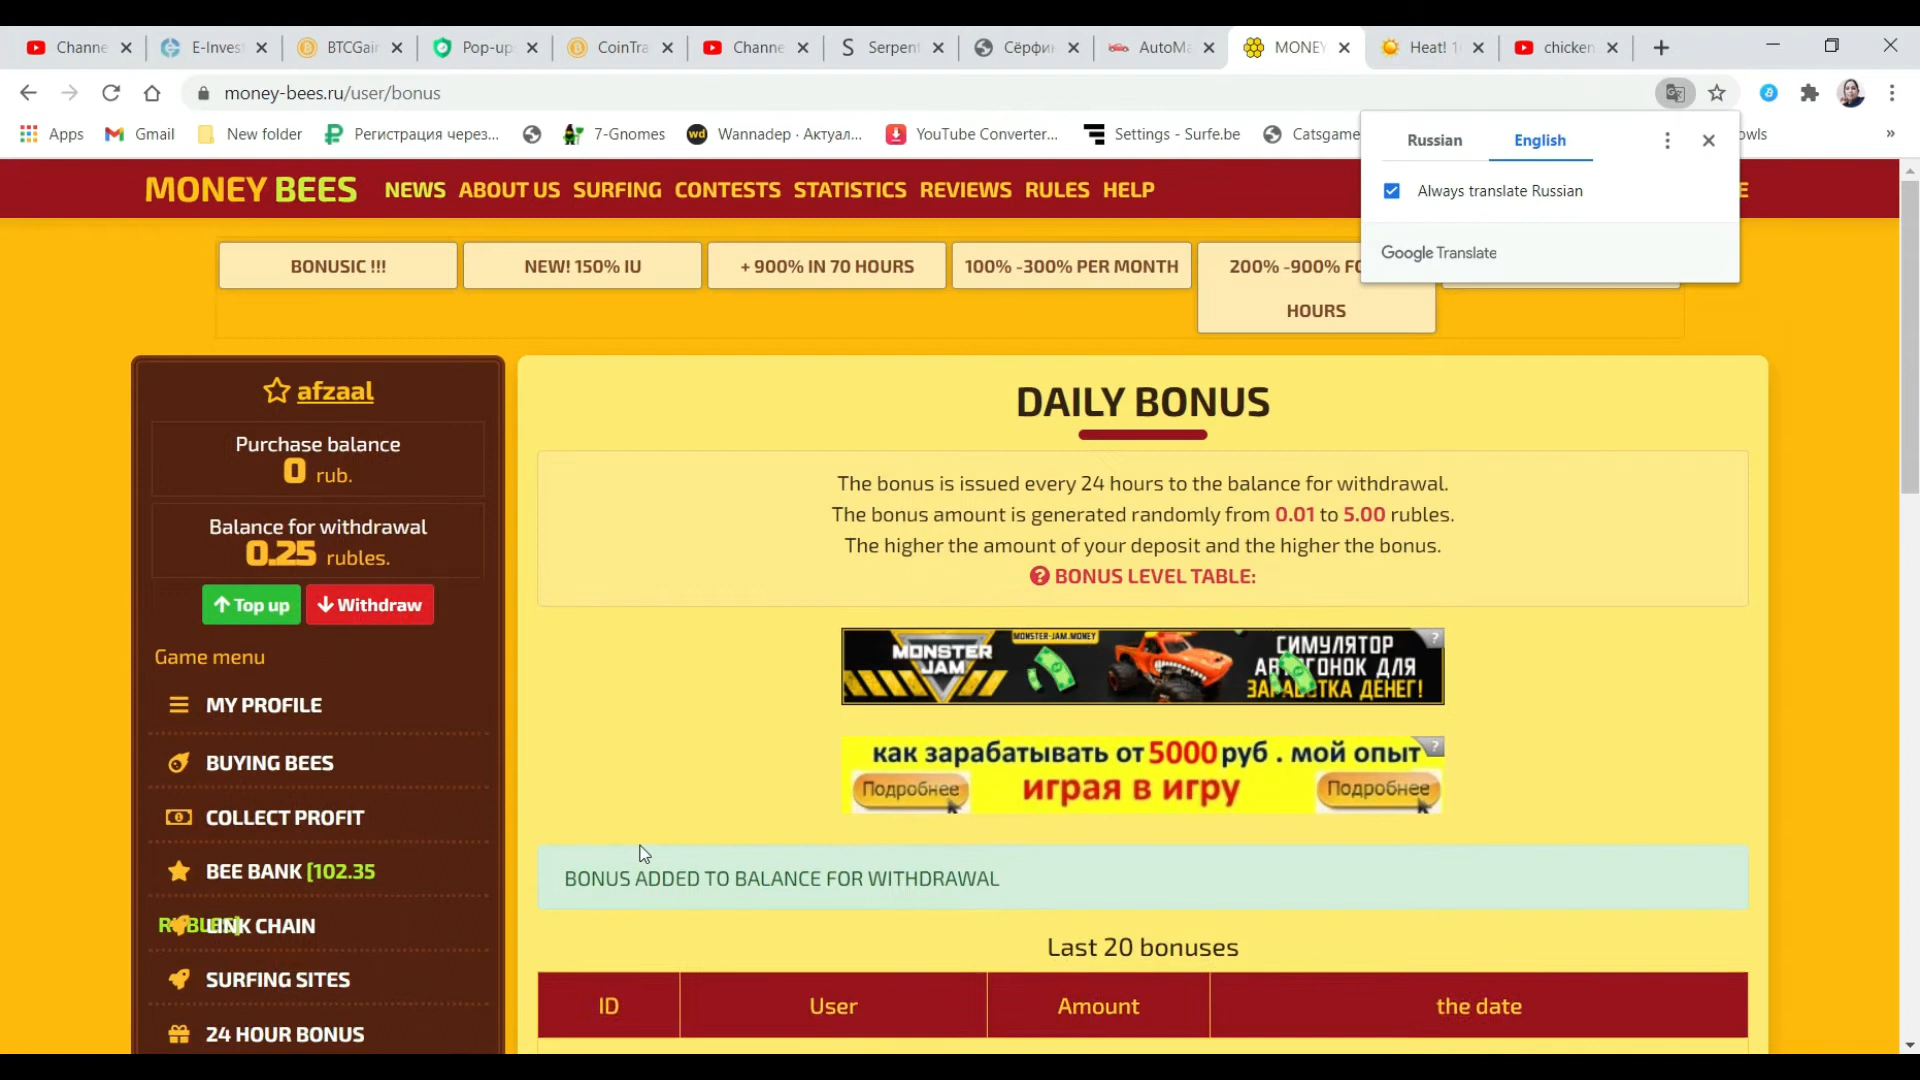 Channe
E-Invest
BTCGai
Pop-up
CoinTra
Channe
Serpen
Сёрфи
AutoMa
MONEY
Heat! 1
chicken
money-bees.ru/user/bonus
Apps
Gmail
New folder
Регистрация через...
7-Gnomes
wd
Wannadep · Актуал...
YouTube Converter...
Settings - Surfe.be
Catsgame
owls
»
Russian
English
Always translate Russian
Google Translate
MONEY BEES
NEWS
ABOUT US
SURFING
CONTESTS
STATISTICS
REVIEWS
RULES
HELP
E
BONUSIC !!!
NEW! 150% IU
+ 900% IN 70 HOURS
100% -300% PER MONTH
200% -900% FO
HOURS
afzaal
Purchase balance
0 rub.
Balance for withdrawal
0.25 rubles.
Top up
Withdraw
Game menu
MY PROFILE
BUYING BEES
COLLECT PROFIT
BEE BANK [102.35
RUBLES]
LINK CHAIN
SURFING SITES
24 HOUR BONUS
DAILY BONUS
The bonus is issued every 24 hours to the balance for withdrawal.
The bonus amount is generated randomly from 0.01 to 5.00 rubles.
The higher the amount of your deposit and the higher the bonus.
BONUS LEVEL TABLE:
MONSTER JAM
MONSTER-JAM.MONEY
СИМУЛЯТОР
АВТОГОНОК ДЛЯ
ЗАРАБОТКА ДЕНЕГ!
?
как зарабатывать от 5000 руб . мой опыт
?
Подробнее
играя в игру
Подробнее
BONUS ADDED TO BALANCE FOR WITHDRAWAL
Last 20 bonuses
ID
User
Amount
the date